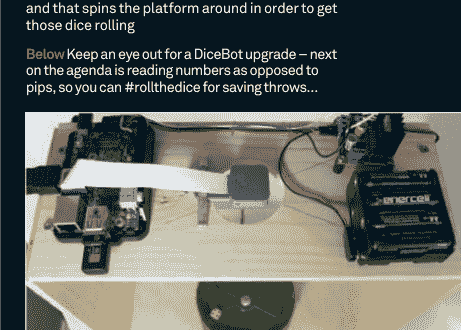 and that spins the platform around in order to get
those dice rolling
Below Keep an eye out for a DiceBot upgrade – next
on the agenda is reading numbers as opposed to
pips, so you can #rollthedice for saving throws...
enercell